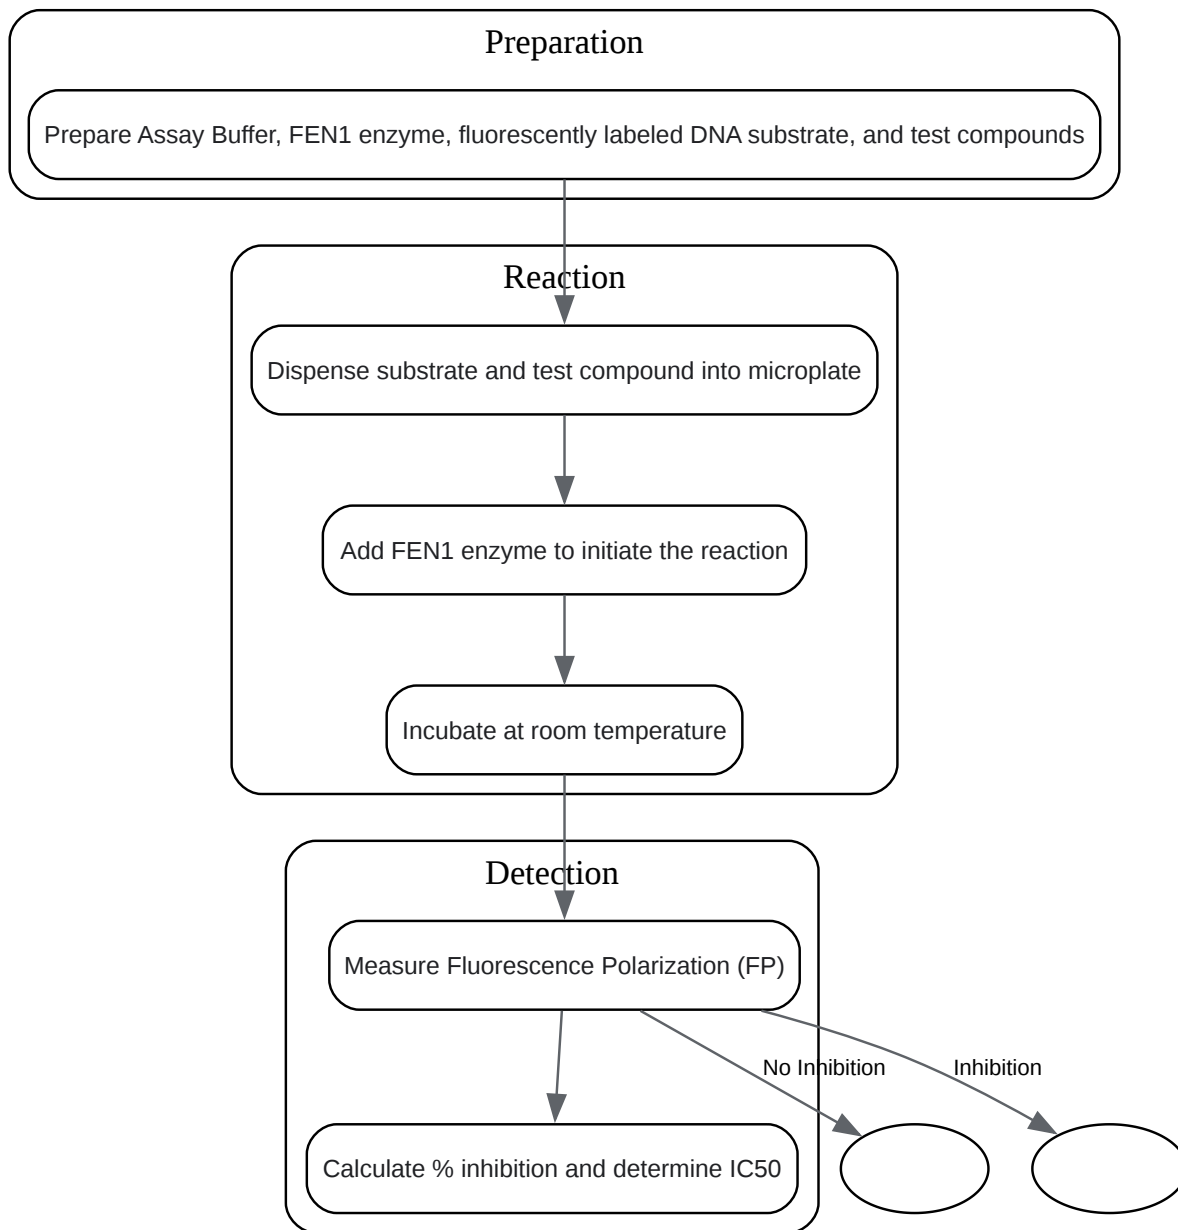 Preparation
Prepare Assay Buffer, FEN1 enzyme, fluorescently labeled DNA substrate, and test compounds
Reaction
Dispense substrate and test compound into microplate
Add FEN1 enzyme to initiate the reaction
Incubate at room temperature
Detection
Measure Fluorescence Polarization (FP)
No Inhibition
Inhibition
Calculate % inhibition and determine IC50